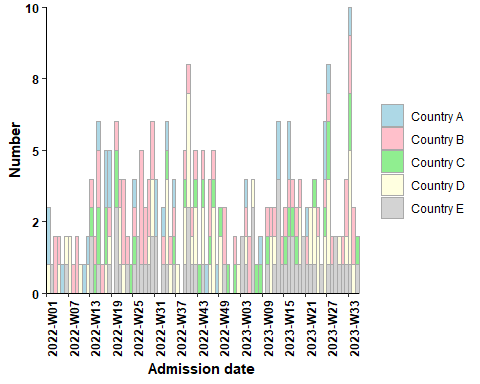 10
8
5
2
0
Number
2022-W01
2022-W07
2022-W13
2022-W19
2022-W25
2022-W31
2022-W37
2022-W43
2022-W49
2023-W03
2023-W09
2023-W15
2023-W21
2023-W27
2023-W33
Admission date
Country A
Country B
Country C
Country D
Country E